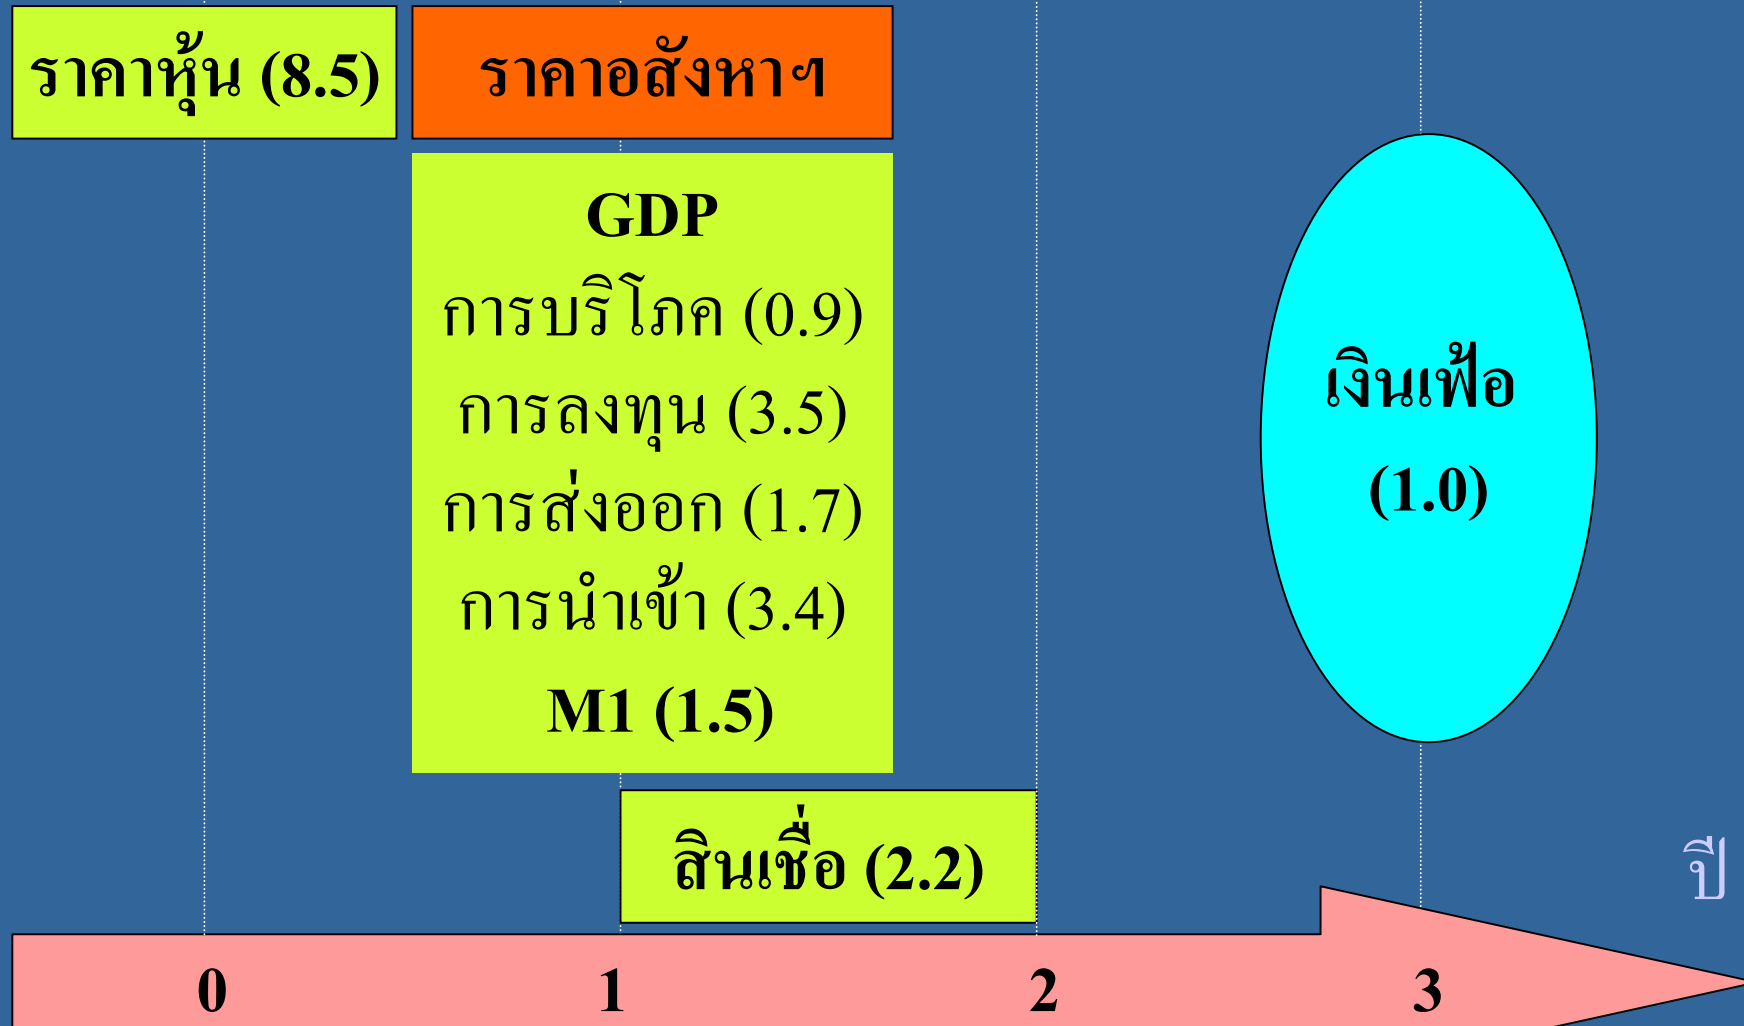 ราคาหุ้น (8.5)
ราคาอสังหาฯ
GDP
การบริโภค (0.9)
การลงทุน (3.5)
การส่งออก (1.7)
การนำเข้า (3.4)
M1 (1.5)
เงินเฟ้อ
(1.0)
สินเชื่อ (2.2)
ปี
0 1 2 3